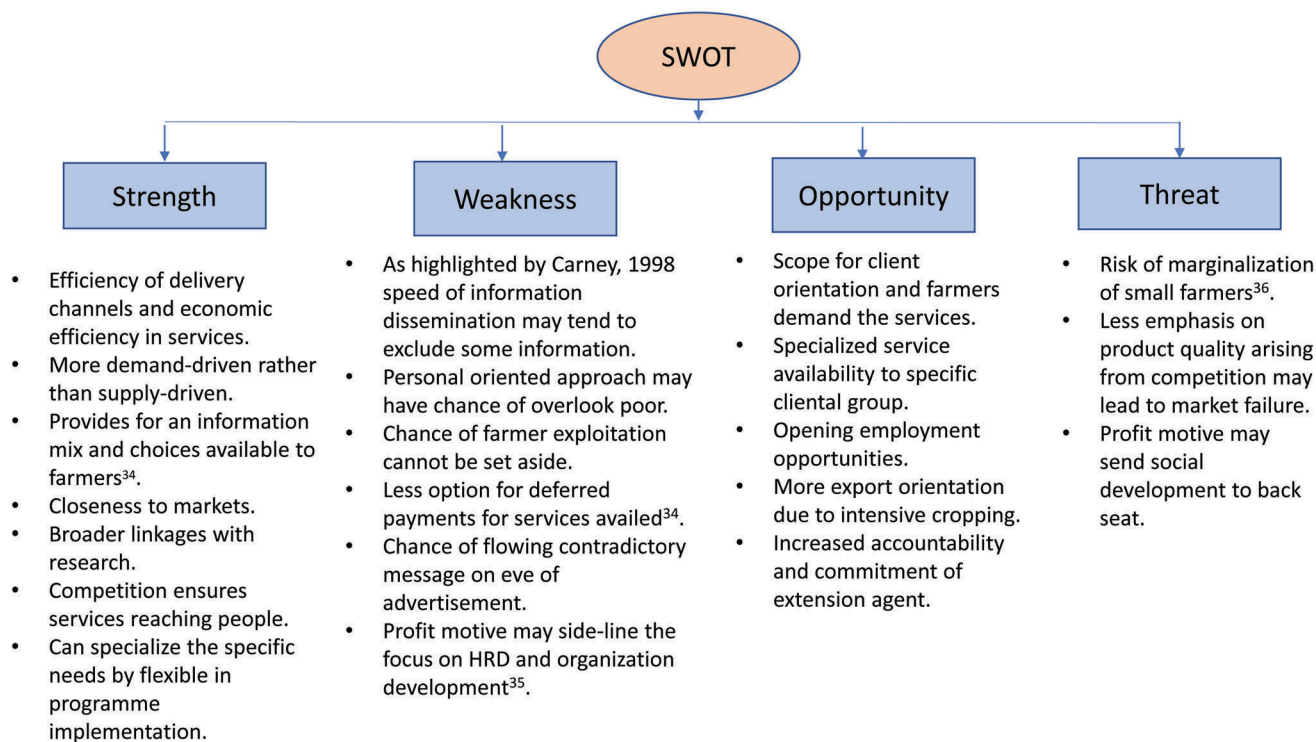 SWOT
Strength
• Efficiency of delivery
channels and economic
efficiency in services.
• More demand-driven rather
than supply-driven.
• Provides for an information
mix and choices available to
farmers³⁴.
• Closeness to markets.
• Broader linkages with
research.
• Competition ensures
services reaching people.
• Can specialize the specific
needs by flexible in
programme
implementation.
Weakness
• As highlighted by Carney, 1998
speed of information
dissemination may tend to
exclude some information.
• Personal oriented approach may
have chance of overlook poor.
• Chance of farmer exploitation
cannot be set aside.
• Less option for deferred
payments for services availed³⁴.
• Chance of flowing contradictory
message on eve of
advertisement.
• Profit motive may side-line the
focus on HRD and organization
development³⁵.
Opportunity
• Scope for client
orientation and farmers
demand the services.
• Specialized service
availability to specific
cliental group.
• Opening employment
opportunities.
• More export orientation
due to intensive cropping.
• Increased accountability
and commitment of
extension agent.
Threat
• Risk of marginalization
of small farmers³⁶.
• Less emphasis on
product quality arising
from competition may
lead to market failure.
• Profit motive may
send social
development to back
seat.